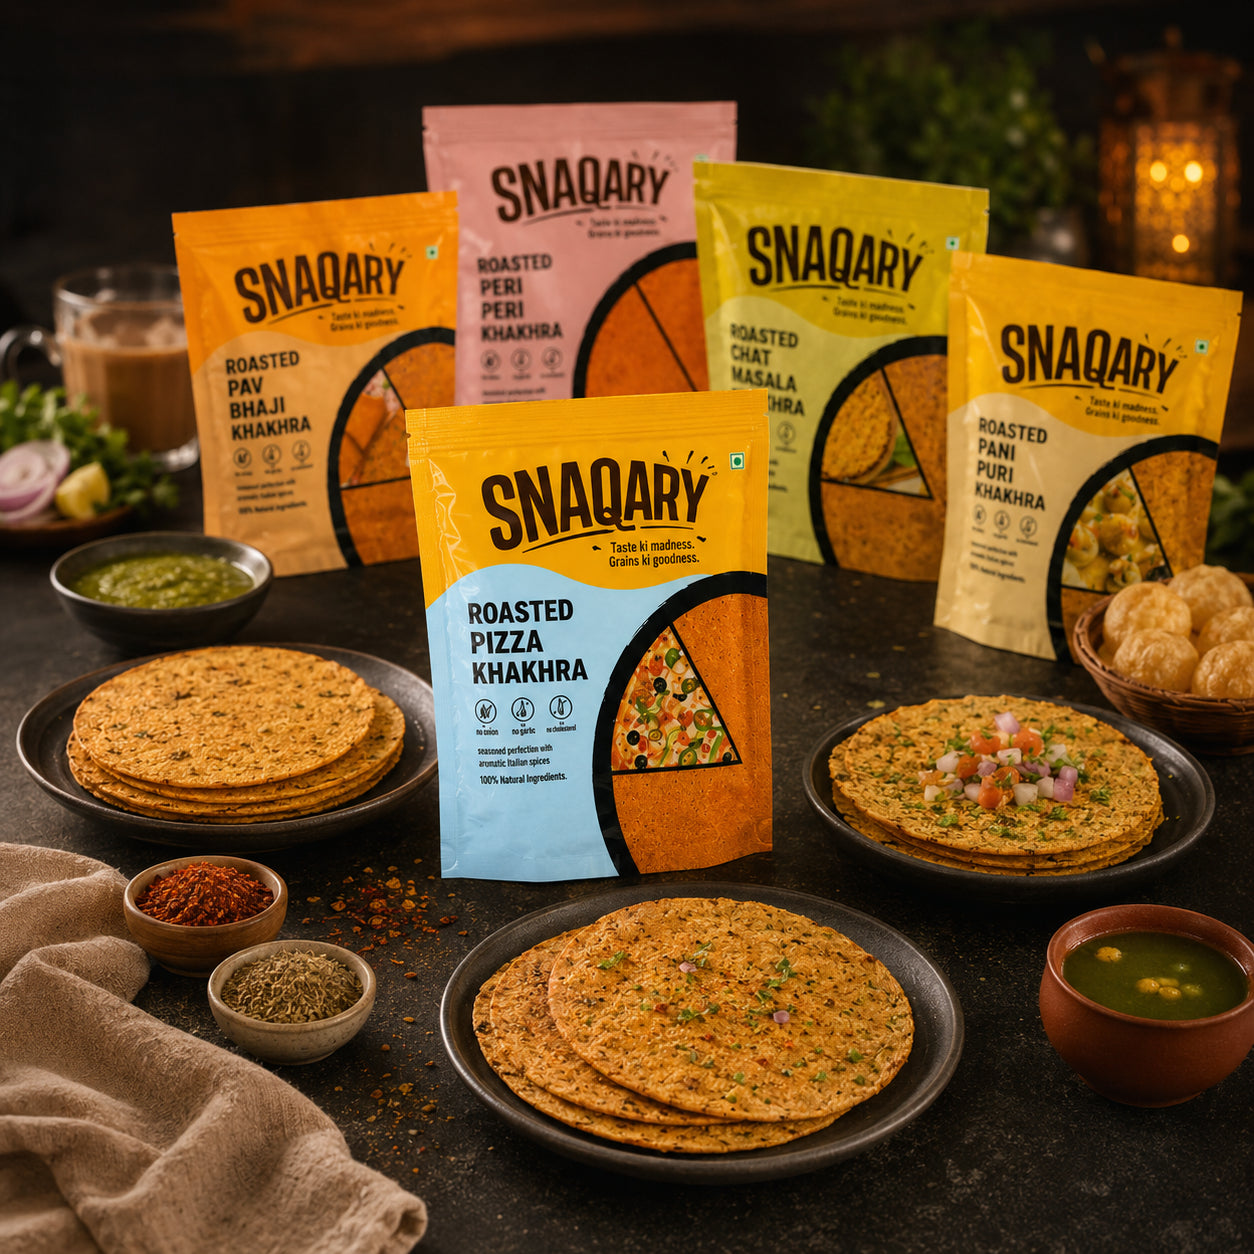 SNAQARY
Taste ki madness.
Grains ki goodness.
ROASTED
PERI
PERI
KHAKHRA
SNAQARY
Taste ki madness.
Grains ki goodness.
ROASTED
PAV
BHAJI
KHAKHRA
100% Natural Ingredients.
SNAQARY
Taste ki madness.
Grains ki goodness.
ROASTED
CHAT
MASALA
HRA
SNAQARY
Taste ki madness.
Grains ki goodness.
ROASTED
PANI
PURI
KHAKHRA
100% Natural Ingredients.
SNAQARY
Taste ki madness.
Grains ki goodness.
ROASTED
PIZZA
KHAKHRA
no onion
no garlic
no cholesterol
seasoned perfection with
aromatic Italian spices
100% Natural Ingredients.